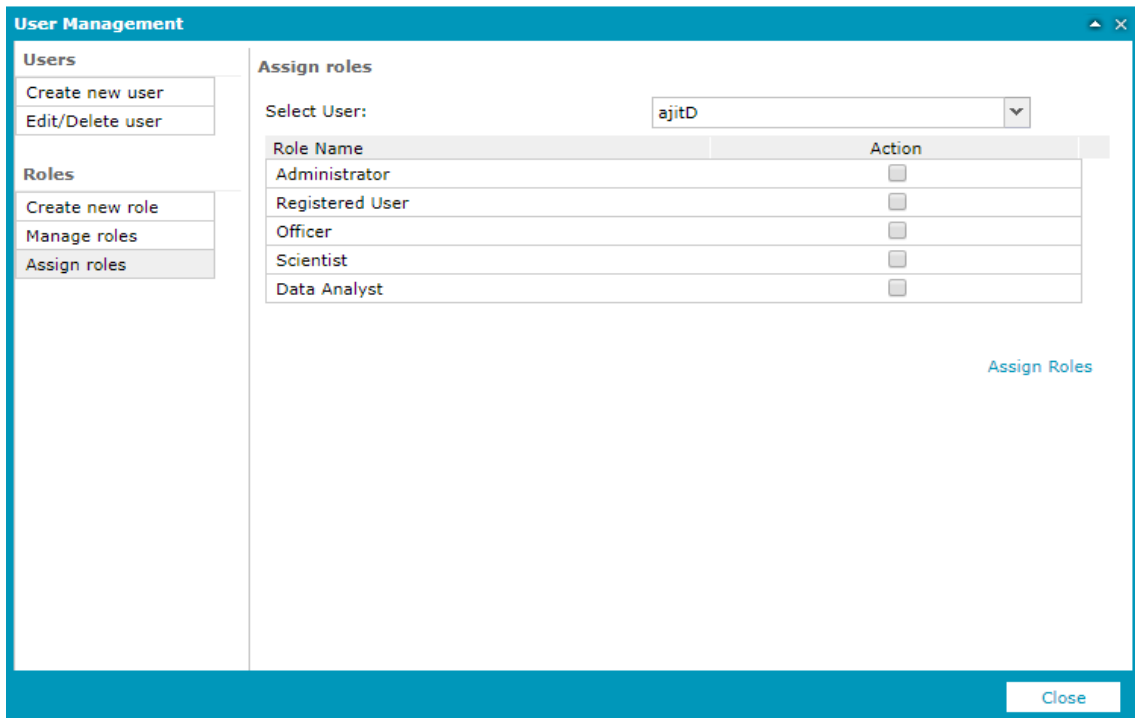 User Management
Users
Create new user
Edit/Delete user
Roles
Create new role
Manage roles
Assign roles
Assign roles
Select User: ajitD
Role Name Action
Administrator
Registered User
Officer
Scientist
Data Analyst
Assign Roles
Close